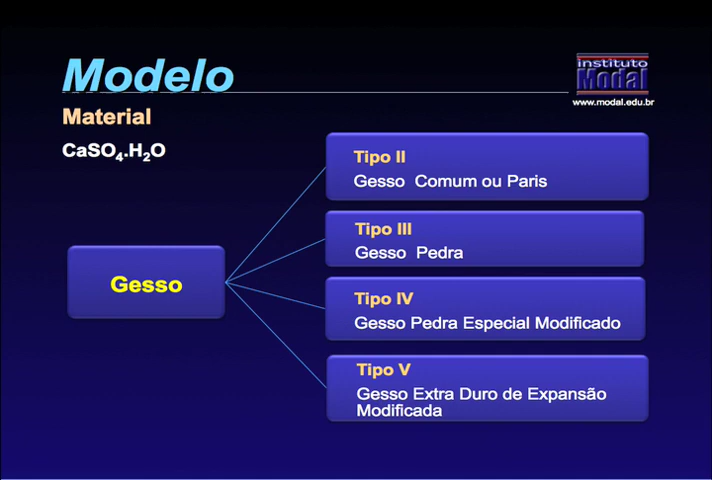 Modelo
instituto
Modal
www.modal.edu.br
Material
CaSO₄.H₂O
Tipo II
Gesso Comum ou Paris
Tipo III
Gesso Pedra
Gesso
Tipo IV
Gesso Pedra Especial Modificado
Tipo V
Gesso Extra Duro de Expansão
Modificada